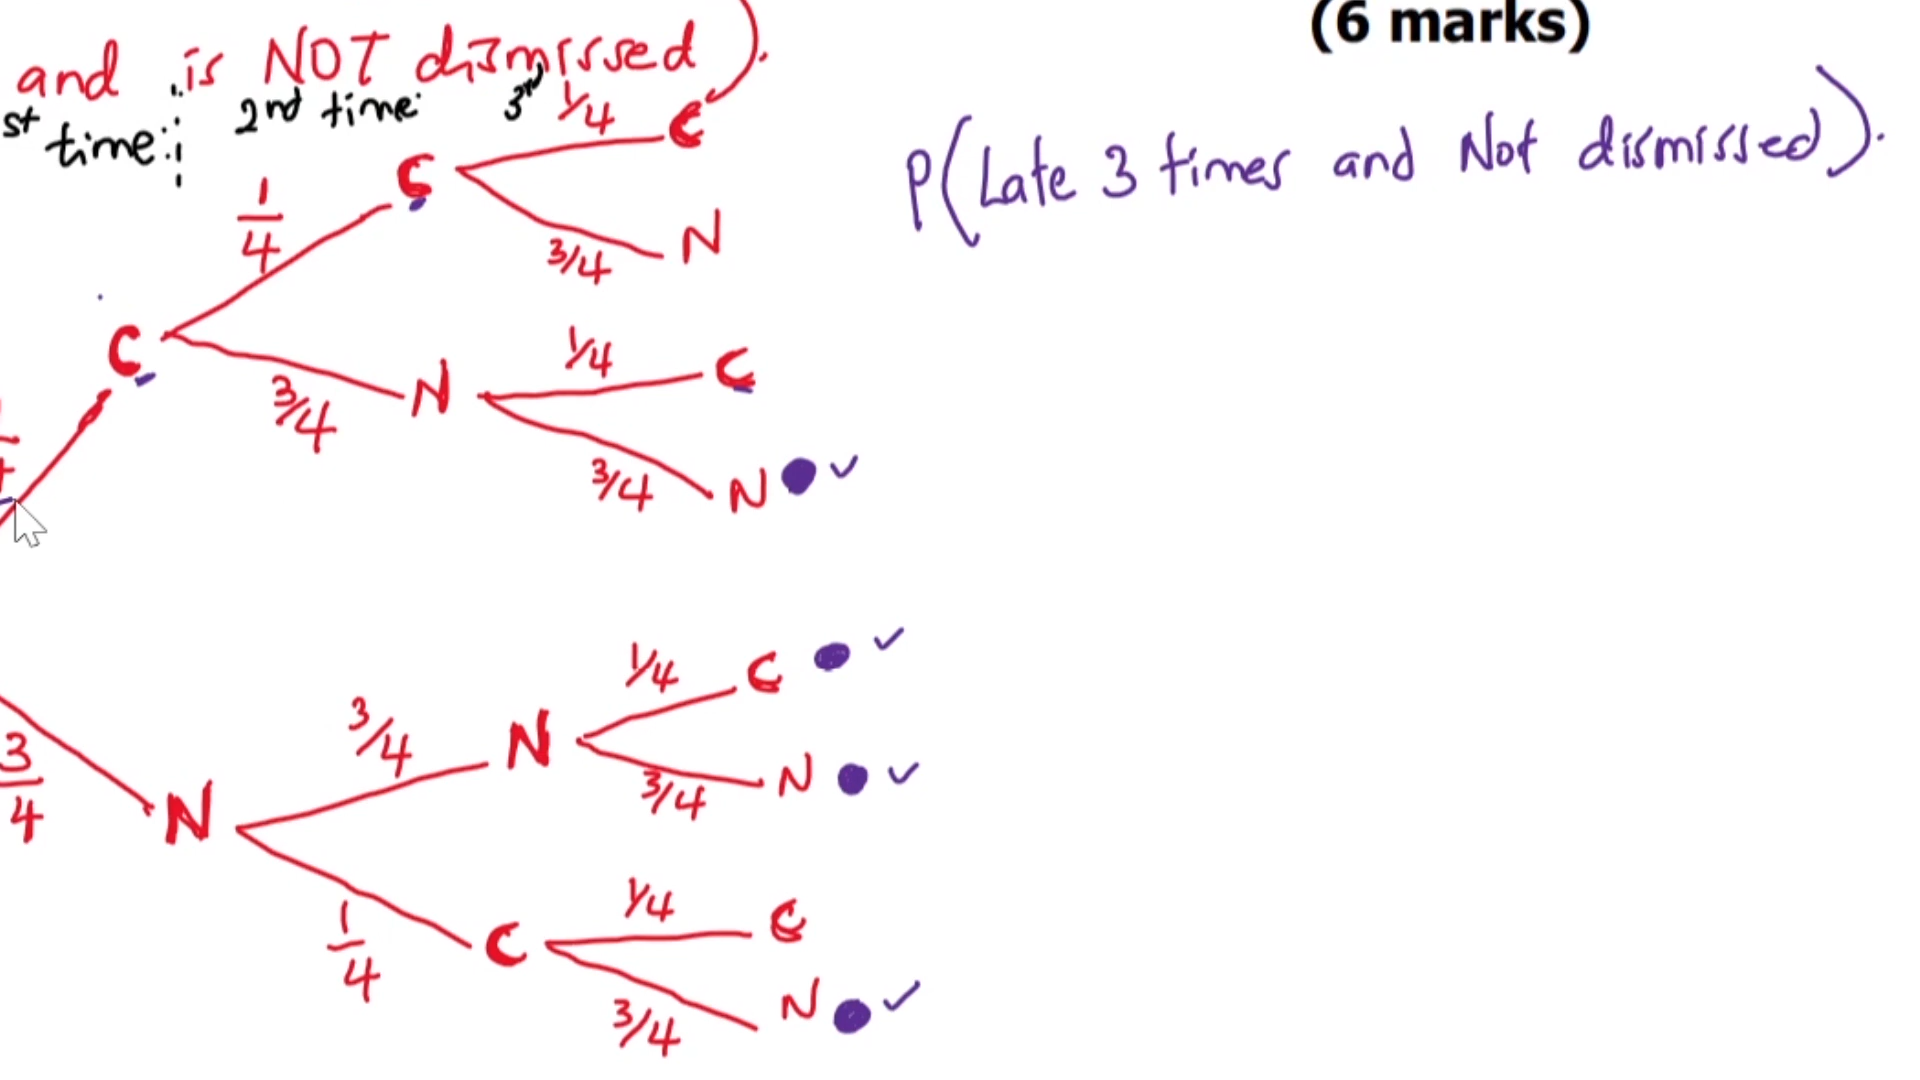 (6 marks)
and is NOT dismissed).
st time: 2nd time: 3rd 1/4 C
P(Late 3 times and Not dismissed).
C
1/4
3/4 N
C
1/4 C
3/4 N
3/4 N ✓
1/4 C ✓
3/4 N
3/4 N ✓
3/4
N
1/4 C
1/4 C
N ✓
3/4